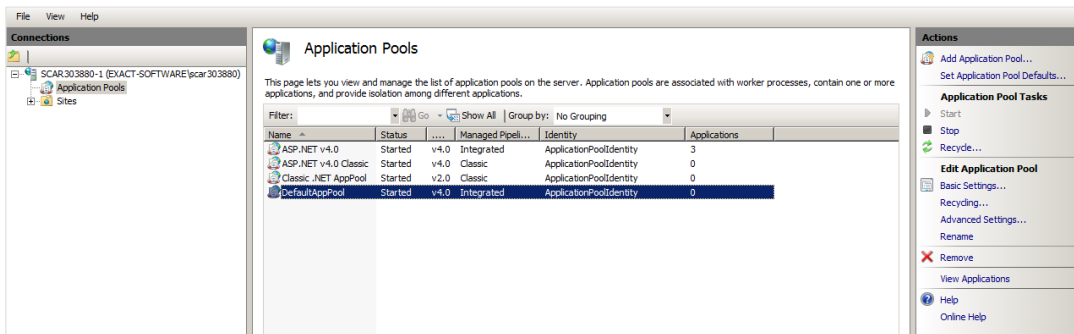 File View Help
Connections
SCAR303880-1 (EXACT-SOFTWARE\scar303880)
Application Pools
Sites
Application Pools
This page lets you view and manage the list of application pools on the server. Application pools are associated with worker processes, contain one or more
applications, and provide isolation among different applications.
Filter: Go Show All Group by: No Grouping
Name Status .... Managed Pipeli... Identity Applications
ASP.NET v4.0 Started v4.0 Integrated ApplicationPoolIdentity 3
ASP.NET v4.0 Classic Started v4.0 Classic ApplicationPoolIdentity 0
Classic .NET AppPool Started v2.0 Classic ApplicationPoolIdentity 0
DefaultAppPool Started v4.0 Integrated ApplicationPoolIdentity 0
Actions
Add Application Pool...
Set Application Pool Defaults...
Application Pool Tasks
Start
Stop
Recycle...
Edit Application Pool
Basic Settings...
Recycling...
Advanced Settings...
Rename
Remove
View Applications
Help
Online Help